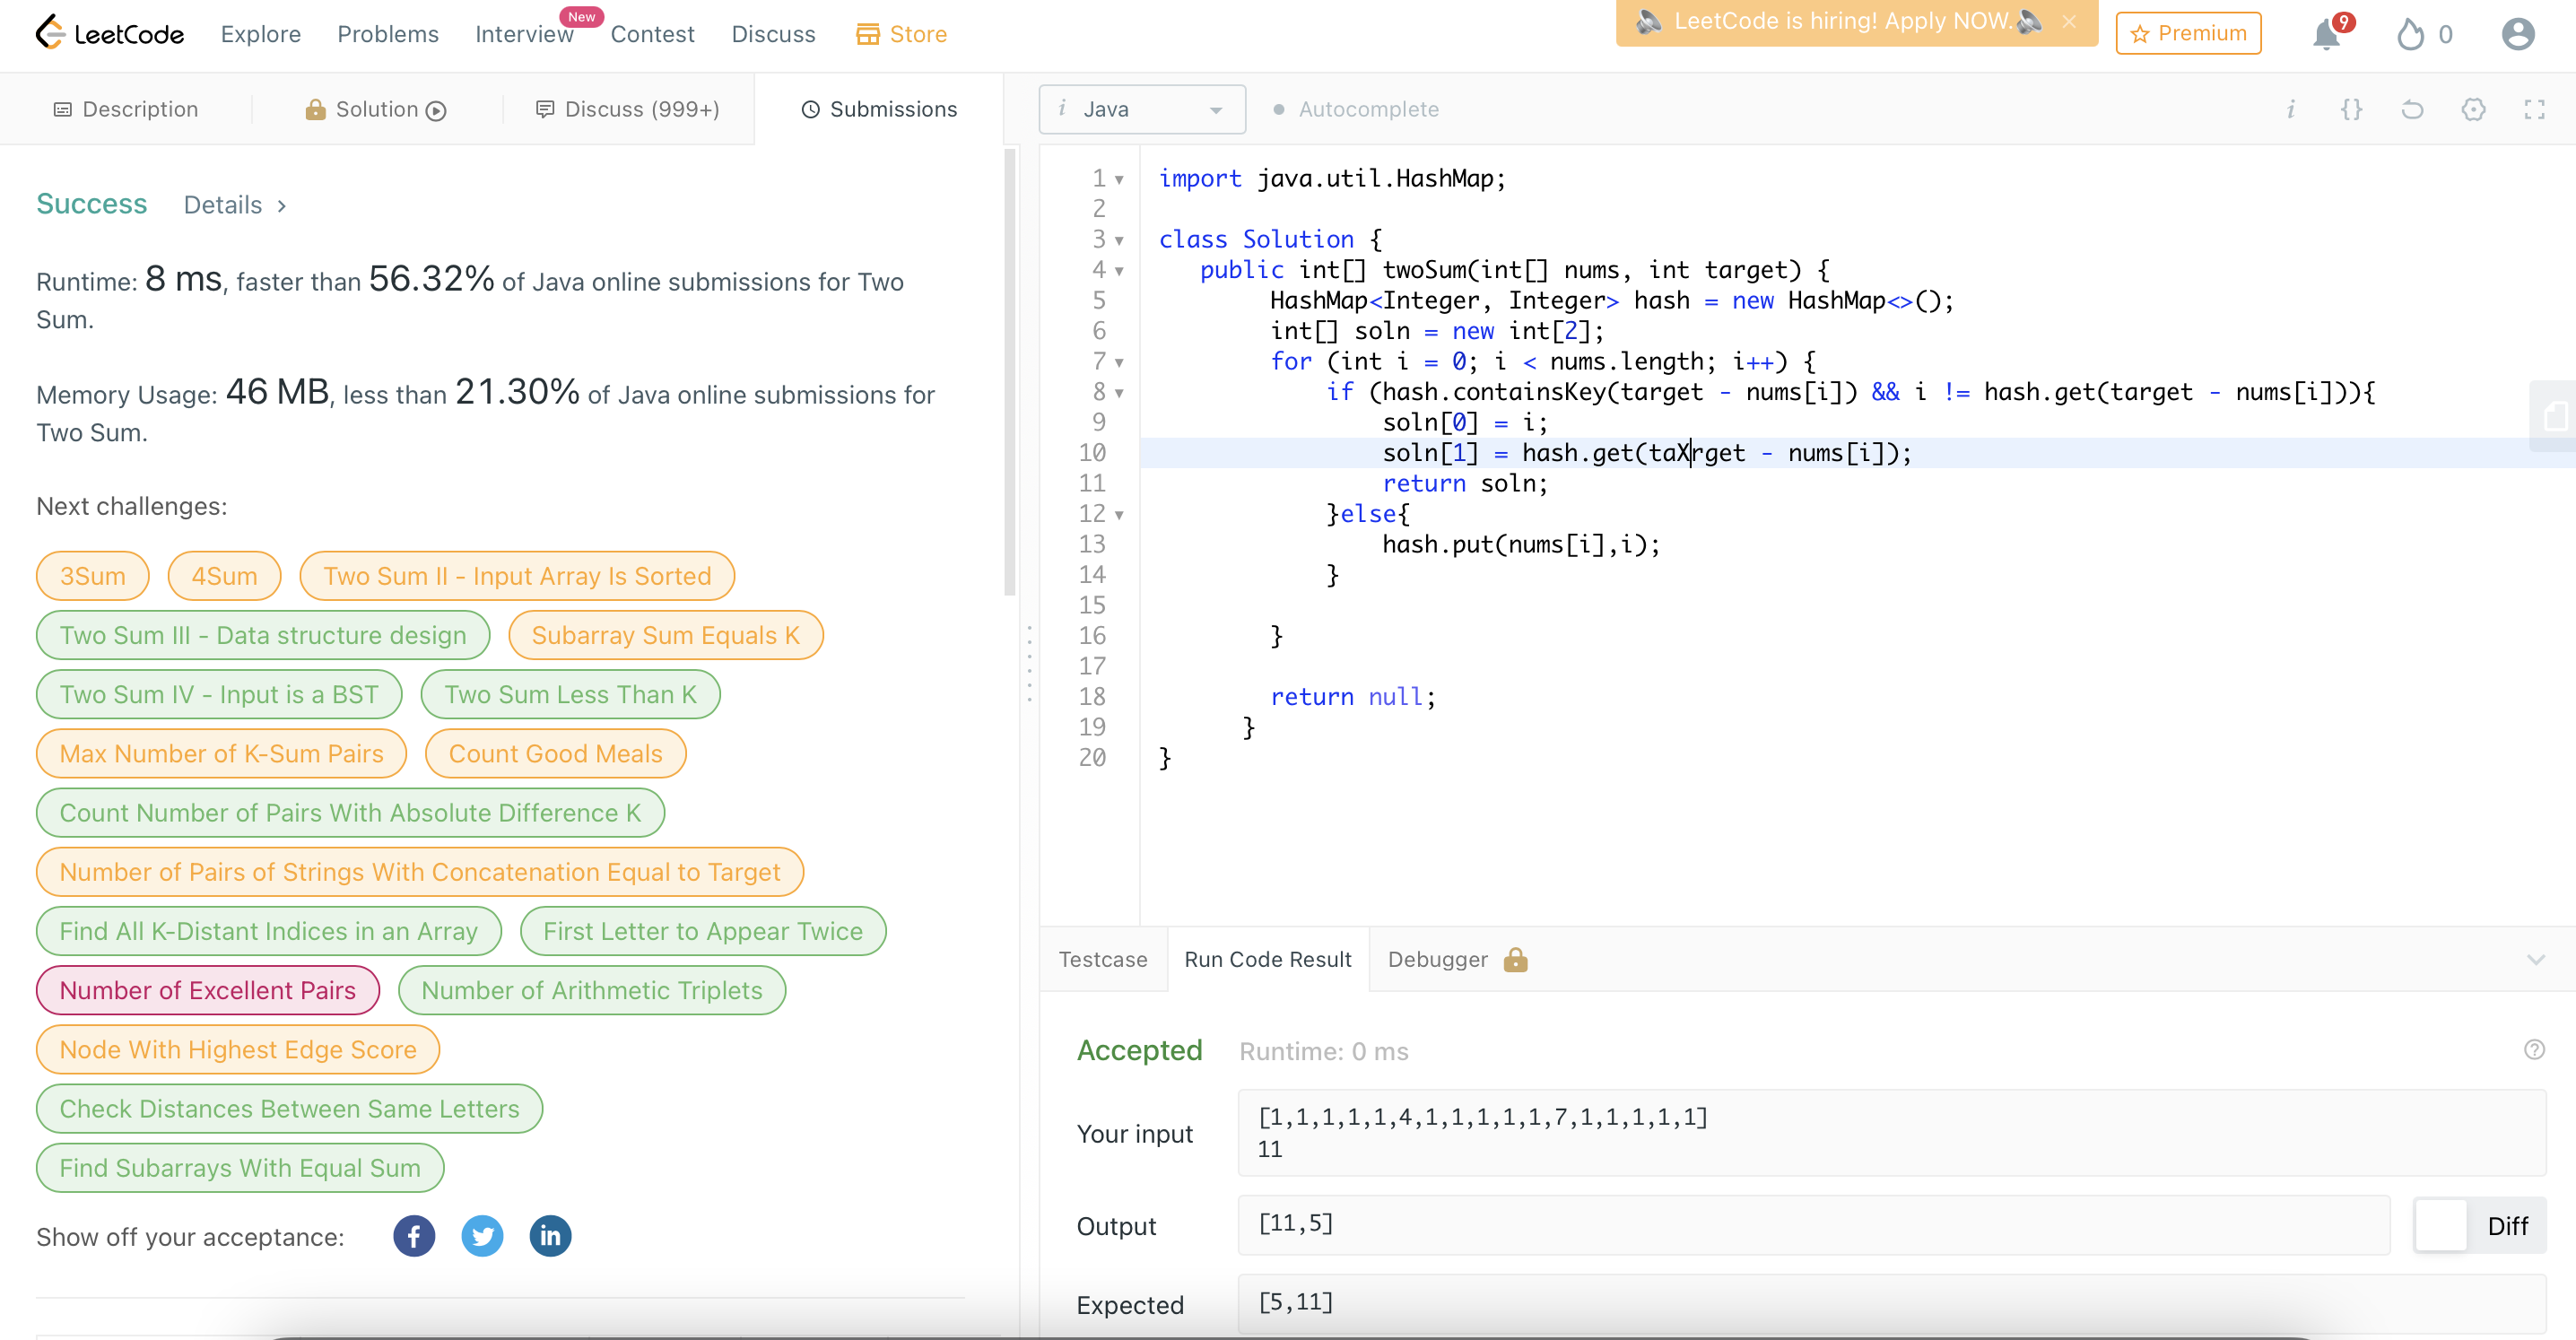 LeetCode Explore Problems Interview New Contest Discuss Store LeetCode is hiring! Apply NOW. Premium 9 0
Description Solution Discuss (999+) Submissions
Success Details
Runtime: 8 ms, faster than 56.32% of Java online submissions for Two
Sum.
Memory Usage: 46 MB, less than 21.30% of Java online submissions for
Two Sum.
Next challenges:
3Sum 4Sum Two Sum II - Input Array Is Sorted
Two Sum III - Data structure design Subarray Sum Equals K
Two Sum IV - Input is a BST Two Sum Less Than K
Max Number of K-Sum Pairs Count Good Meals
Count Number of Pairs With Absolute Difference K
Number of Pairs of Strings With Concatenation Equal to Target
Find All K-Distant Indices in an Array First Letter to Appear Twice
Number of Excellent Pairs Number of Arithmetic Triplets
Node With Highest Edge Score
Check Distances Between Same Letters
Find Subarrays With Equal Sum
Show off your acceptance:
i Java Autocomplete i {}
1 import java.util.HashMap;
2
3 class Solution {
4 public int[] twoSum(int[] nums, int target) {
5 HashMap<Integer, Integer> hash = new HashMap<>();
6 int[] soln = new int[2];
7 for (int i = 0; i < nums.length; i++) {
8 if (hash.containsKey(target - nums[i]) && i != hash.get(target - nums[i])){
9 soln[0] = i;
10 soln[1] = hash.get(taXrget - nums[i]);
11 return soln;
12 }else{
13 hash.put(nums[i],i);
14 }
15
16 }
17
18 return null;
19 }
20 }
Testcase Run Code Result Debugger
Accepted Runtime: 0 ms
Your input
[1,1,1,1,1,4,1,1,1,1,1,7,1,1,1,1,1]
11
Output [11,5] Diff
Expected [5,11]